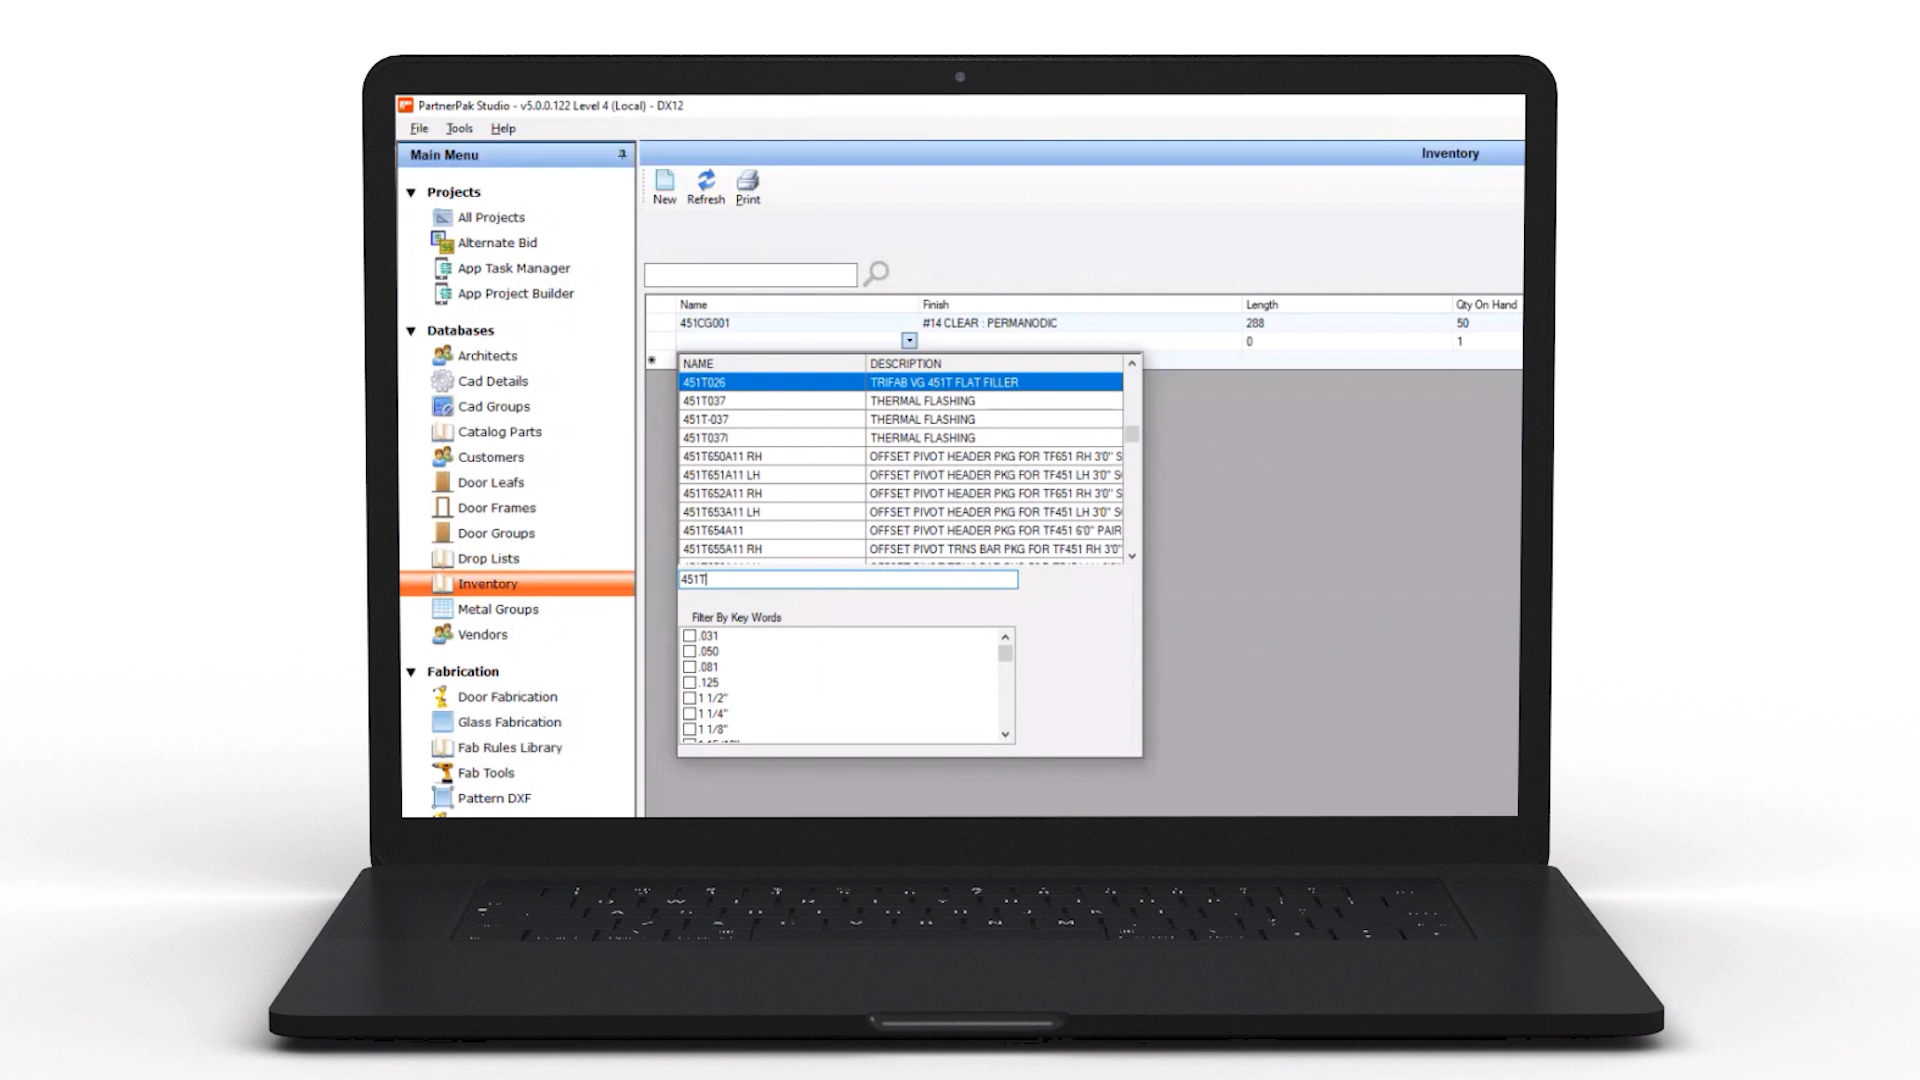 PartnerPak Studio - v5.0.0.122 Level 4 (Local) - DX12
File Tools Help
Main Menu
Inventory
New Refresh Print
Projects
All Projects
Alternate Bid
App Task Manager
App Project Builder
Databases
Architects
Cad Details
Cad Groups
Catalog Parts
Customers
Door Leafs
Door Frames
Door Groups
Drop Lists
Inventory
Metal Groups
Vendors
Fabrication
Door Fabrication
Glass Fabrication
Fab Rules Library
Fab Tools
Pattern DXF
Name Finish Length Qty On Hand
451CG001 #14 CLEAR : PERMANODIC 288 50
0 1
NAME DESCRIPTION
451T026 TRIFAB VG 451T FLAT FILLER
451T037 THERMAL FLASHING
451T-037 THERMAL FLASHING
451T037I THERMAL FLASHING
451T650A11 RH OFFSET PIVOT HEADER PKG FOR TF651 RH 3'0" S
451T651A11 LH OFFSET PIVOT HEADER PKG FOR TF451 LH 3'0" S
451T652A11 RH OFFSET PIVOT HEADER PKG FOR TF651 RH 3'0" S
451T653A11 LH OFFSET PIVOT HEADER PKG FOR TF451 LH 3'0" S
451T654A11 OFFSET PIVOT HEADER PKG FOR TF451 6'0" PAIR
451T655A11 RH OFFSET PIVOT TRNS BAR PKG FOR TF451 RH 3'0"
451T
Filter By Key Words
.031
.050
.081
.125
1 1/2"
1 1/4"
1 1/8"